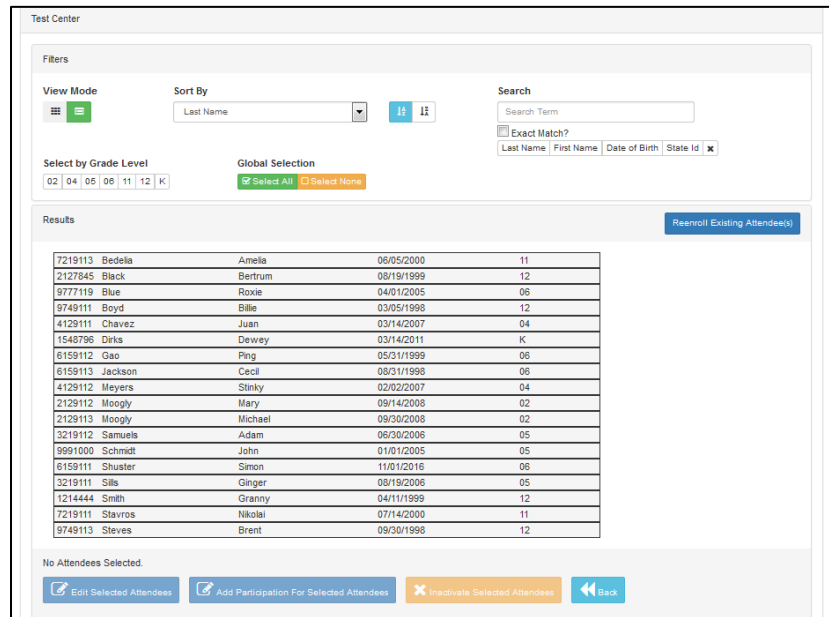 Test Center
Filters
View Mode Sort By Search
Last Name Search Term
Exact Match?
Last Name First Name Date of Birth State Id
Select by Grade Level Global Selection
02 04 05 06 11 12 K Select All Select None
Results Reenroll Existing Attendee(s)
7219113 Bedelia Amelia 06/05/2000 11
2127845 Black Bertrum 08/19/1999 12
9777119 Blue Roxie 04/01/2005 06
9749111 Boyd Billie 03/05/1998 12
4129111 Chavez Juan 03/14/2007 04
1548796 Dirks Dewey 03/14/2011 K
6159112 Gao Ping 05/31/1999 06
6159113 Jackson Cecil 08/31/1998 06
4129112 Meyers Stinky 02/02/2007 04
2129112 Moogly Mary 09/14/2008 02
2129113 Moogly Michael 09/30/2008 02
3219112 Samuels Adam 06/30/2006 05
9991000 Schmidt John 01/01/2005 05
6159111 Shuster Simon 11/01/2016 06
3219111 Sills Ginger 08/19/2006 05
1214444 Smith Granny 04/11/1999 12
7219111 Stavros Nikolai 07/14/2000 11
9749113 Steves Brent 09/30/1998 12
No Attendees Selected.
Edit Selected Attendees Add Participation For Selected Attendees Inactivate Selected Attendees Back